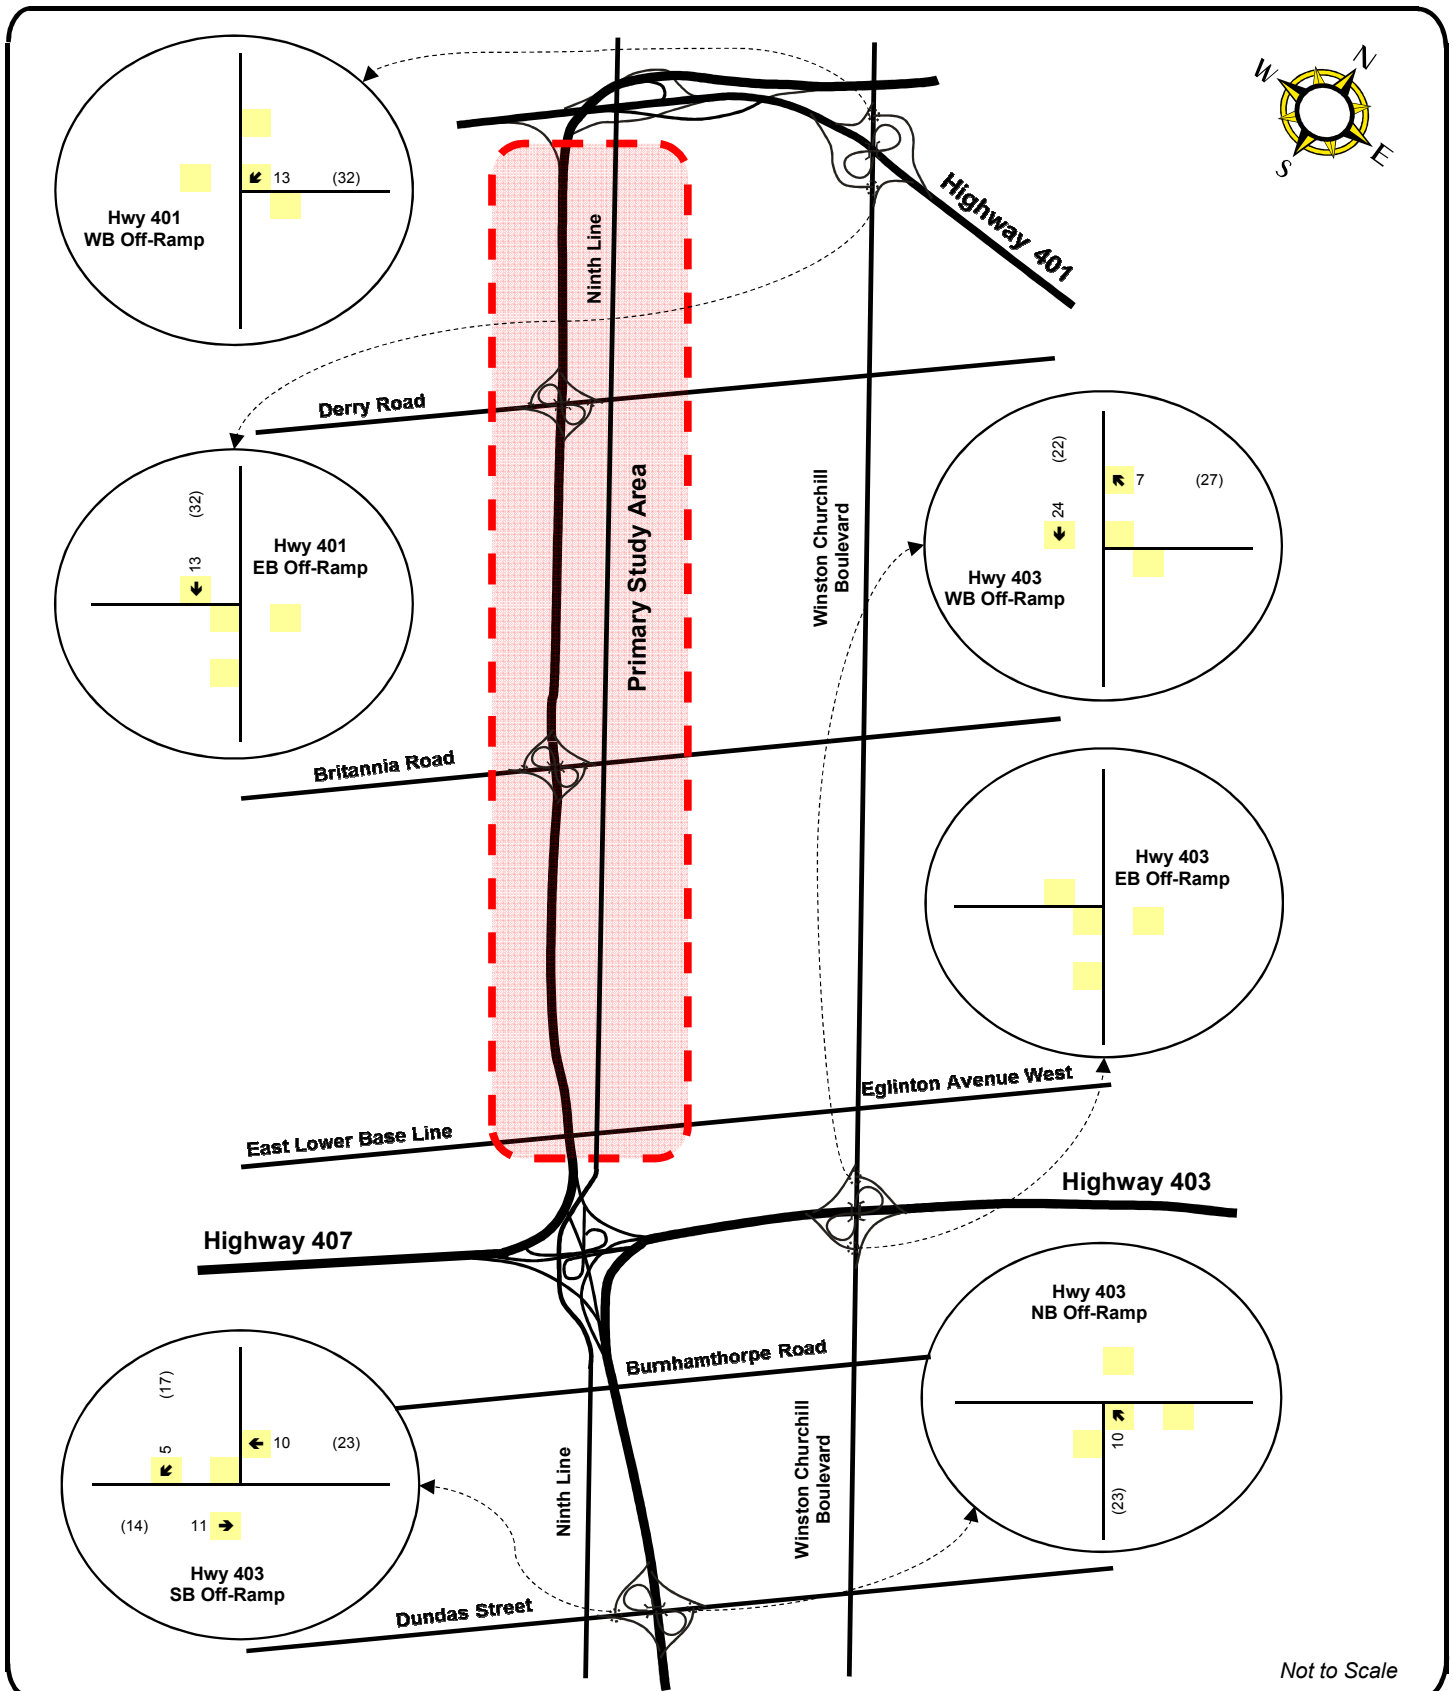 N
W
E
S
13 (32)
Hwy 401
WB Off-Ramp
Highway 401
Ninth Line
Derry Road
(22)
(32)
24
7 (27)
Hwy 401
EB Off-Ramp
13
Primary Study Area
Winston Churchill
Boulevard
Hwy 403
WB Off-Ramp
Britannia Road
Hwy 403
EB Off-Ramp
Eglinton Avenue West
East Lower Base Line
Highway 403
Highway 407
Hwy 403
NB Off-Ramp
Burnhamthorpe Road
(17)
5
10 (23)
10
(23)
Ninth Line
Winston Churchill
Boulevard
(14) 11
Hwy 403
SB Off-Ramp
Dundas Street
Not to Scale